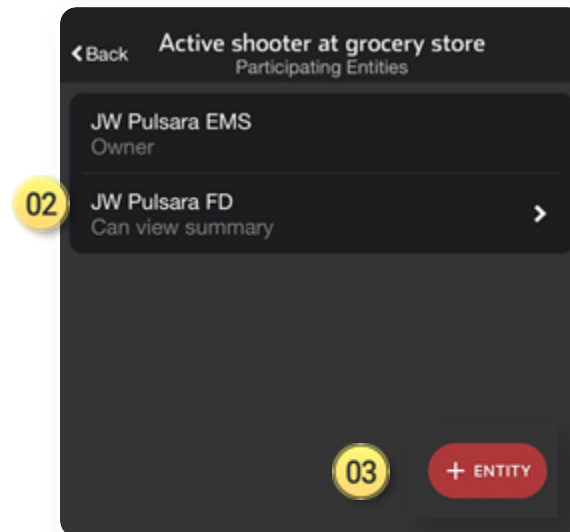 Back
Active shooter at grocery store
Participating Entities
JW Pulsara EMS
Owner
02
JW Pulsara FD
Can view summary
03
+ ENTITY